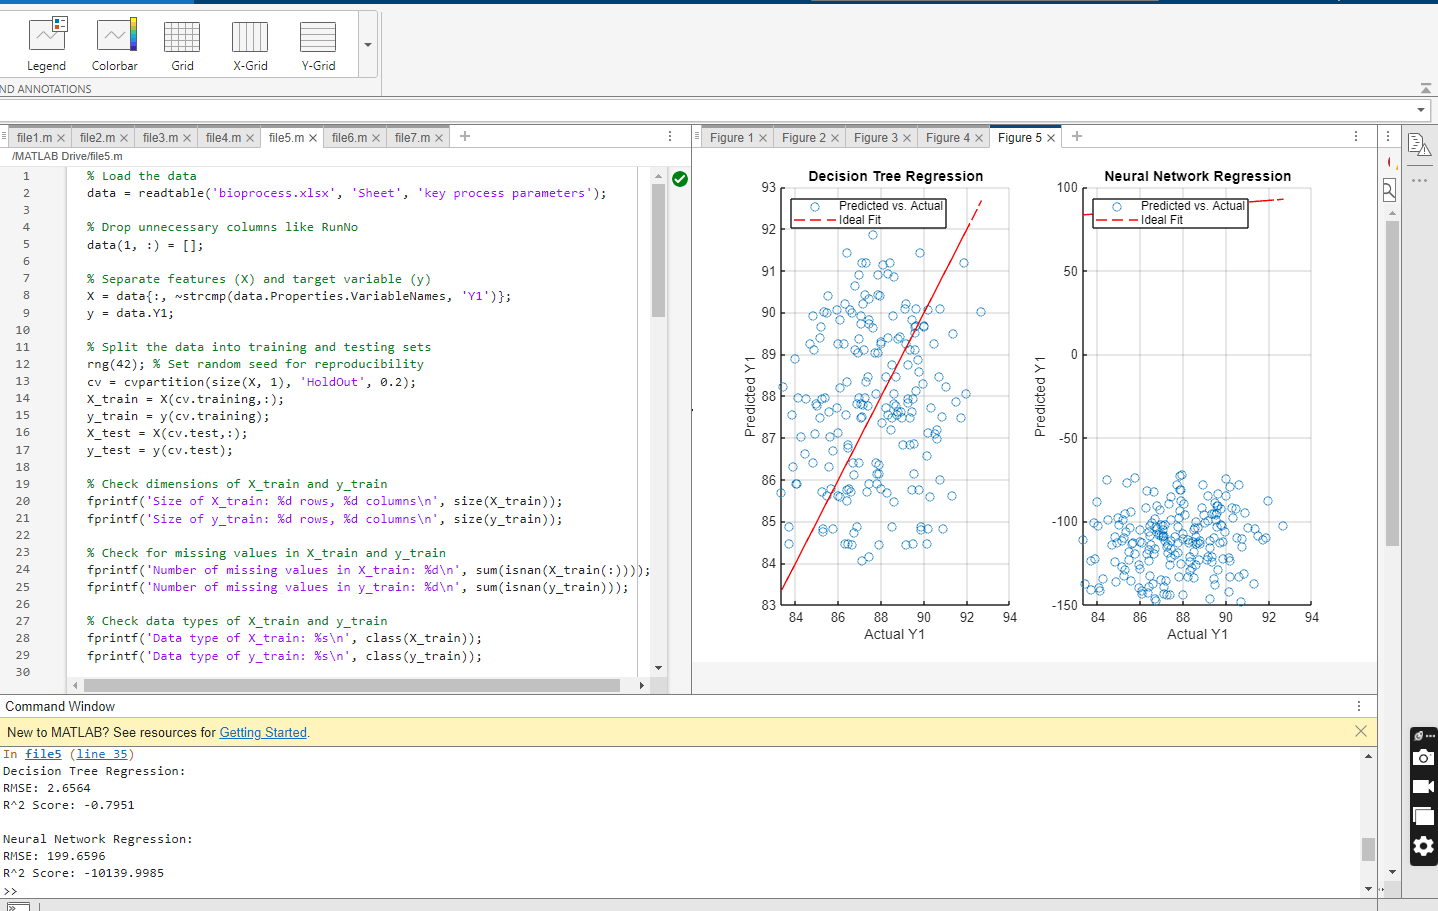 Legend
Colorbar
Grid
X-Grid
Y-Grid
ND ANNOTATIONS
file1.m
file2.m
file3.m
file4.m
file5.m
file6.m
file7.m
/MATLAB Drive/file5.m
1 % Load the data
2 data = readtable('bioprocess.xlsx', 'Sheet', 'key process parameters');
3
4 % Drop unnecessary columns like RunNo
5 data(1, :) = [];
6
7 % Separate features (X) and target variable (y)
8 X = data{:, ~strcmp(data.Properties.VariableNames, 'Y1')};
9 y = data.Y1;
10
11 % Split the data into training and testing sets
12 rng(42); % Set random seed for reproducibility
13 cv = cvpartition(size(X, 1), 'HoldOut', 0.2);
14 X_train = X(cv.training,:);
15 y_train = y(cv.training);
16 X_test = X(cv.test,:);
17 y_test = y(cv.test);
18
19 % Check dimensions of X_train and y_train
20 fprintf('Size of X_train: %d rows, %d columns\n', size(X_train));
21 fprintf('Size of y_train: %d rows, %d columns\n', size(y_train));
22
23 % Check for missing values in X_train and y_train
24 fprintf('Number of missing values in X_train: %d\n', sum(isnan(X_train(:))));
25 fprintf('Number of missing values in y_train: %d\n', sum(isnan(y_train)));
26
27 % Check data types of X_train and y_train
28 fprintf('Data type of X_train: %s\n', class(X_train));
29 fprintf('Data type of y_train: %s\n', class(y_train));
30
Figure 1
Figure 2
Figure 3
Figure 4
Figure 5
Decision Tree Regression
Predicted vs. Actual
Ideal Fit
93
92
91
90
89
88
87
86
85
84
83
Predicted Y1
84 86 88 90 92 94
Actual Y1
Neural Network Regression
Predicted vs. Actual
Ideal Fit
100
50
0
-50
-100
-150
Predicted Y1
84 86 88 90 92 94
Actual Y1
Command Window
New to MATLAB? See resources for Getting Started.
In file5 (line 35)
Decision Tree Regression:
RMSE: 2.6564
R^2 Score: -0.7951
Neural Network Regression:
RMSE: 199.6596
R^2 Score: -10139.9985
>>